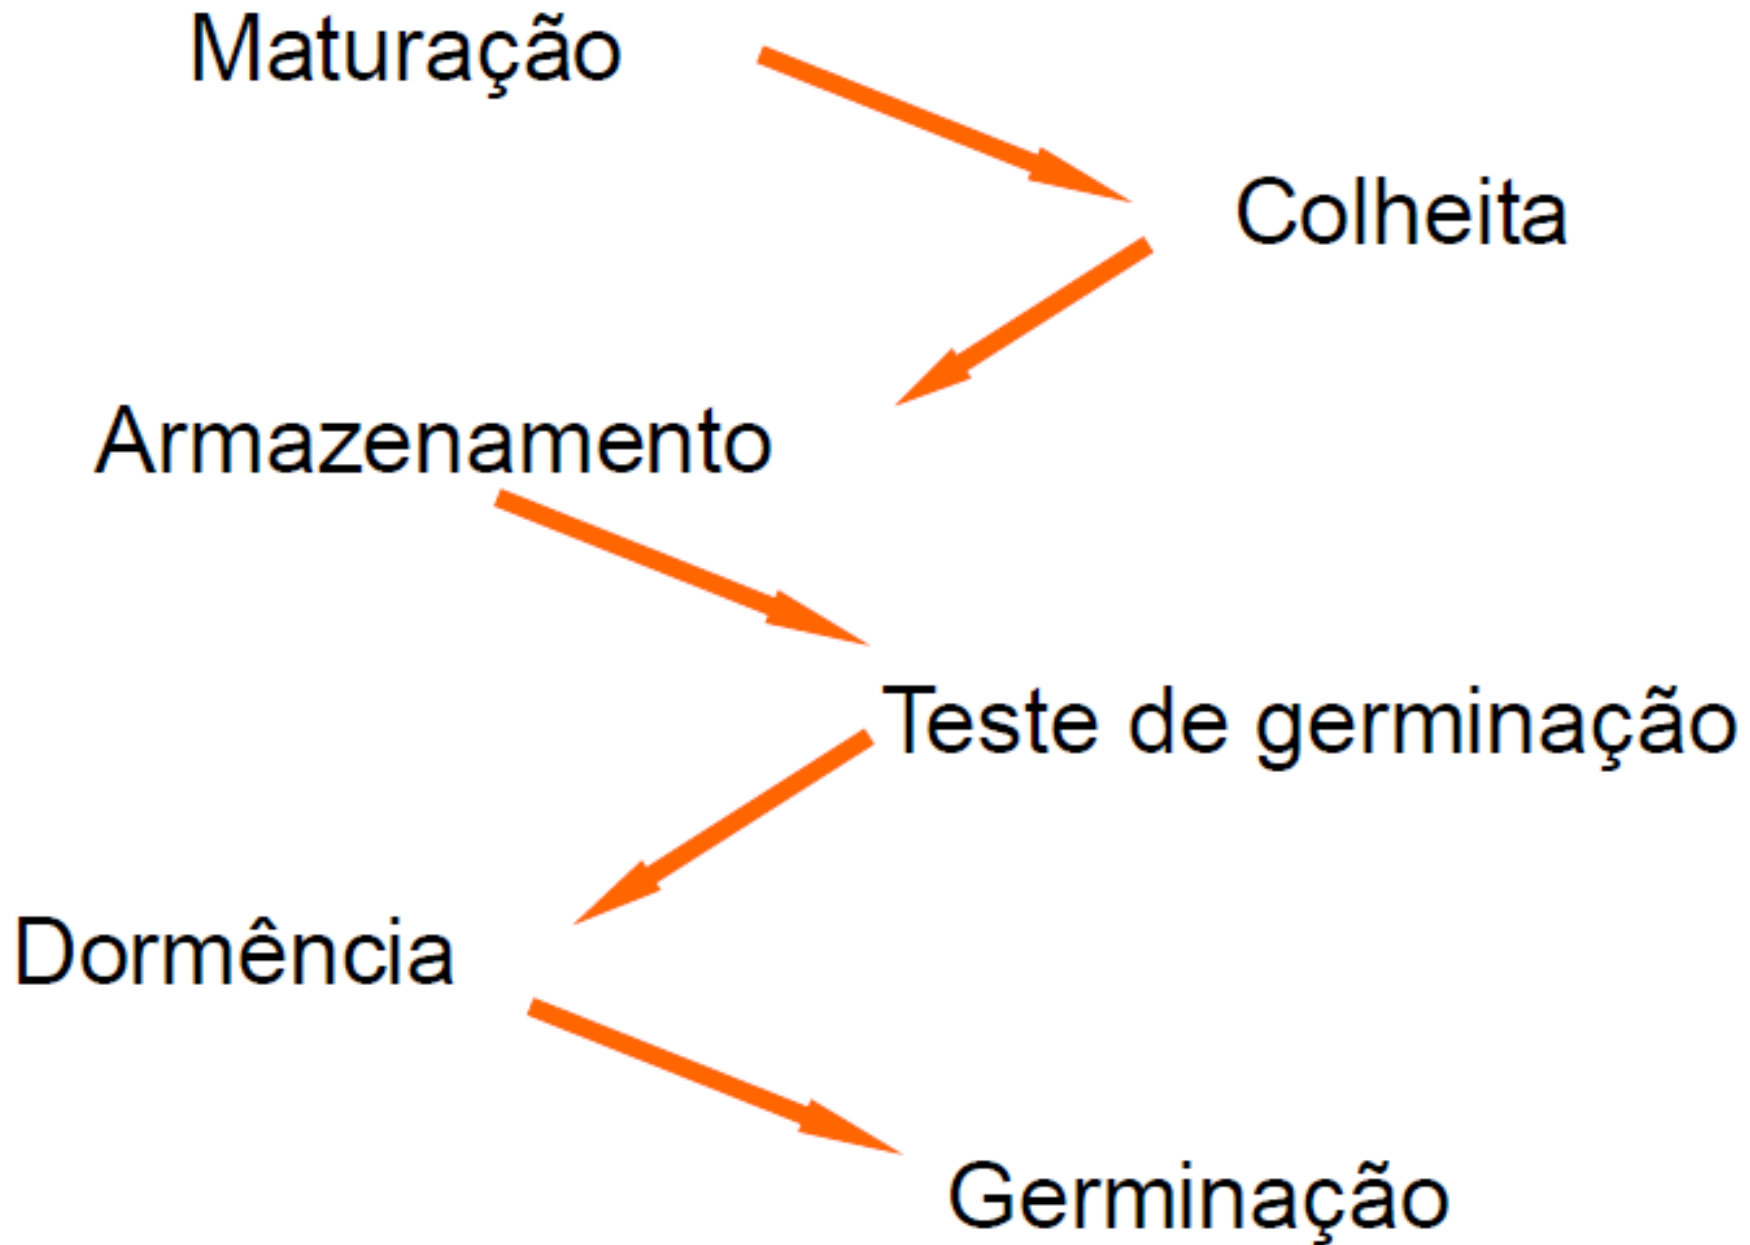 Maturação
Colheita
Armazenamento
Teste de germinação
Dormência
Germinação